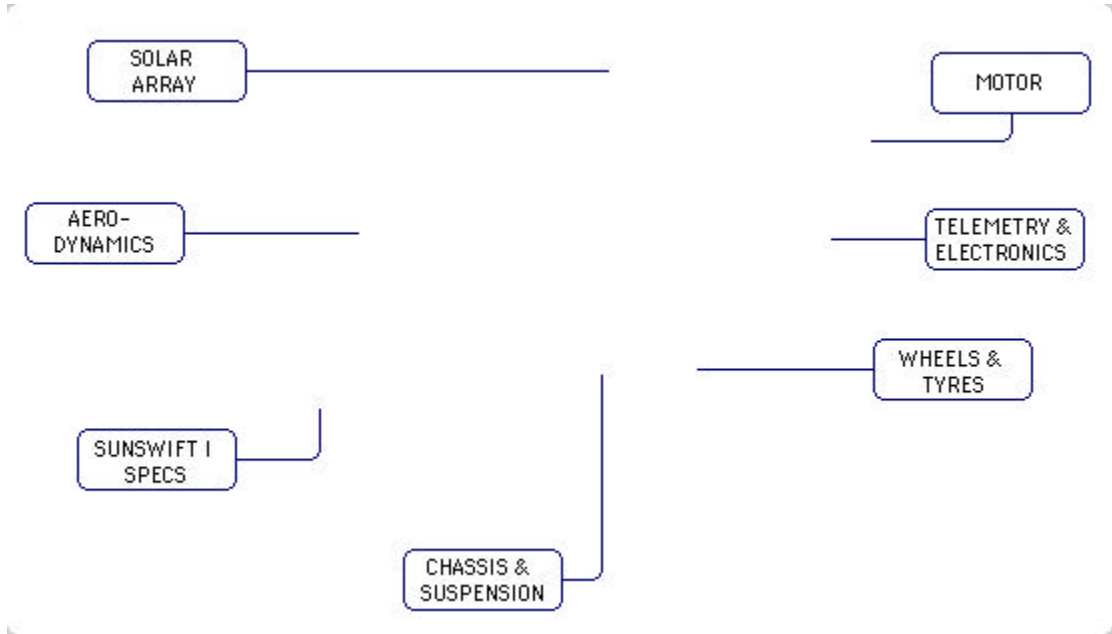 SOLAR
ARRAY
MOTOR
AERO-
DYNAMICS
TELEMETRY &
ELECTRONICS
WHEELS &
TYRES
SUNSWIFT I
SPECS
CHASSIS &
SUSPENSION